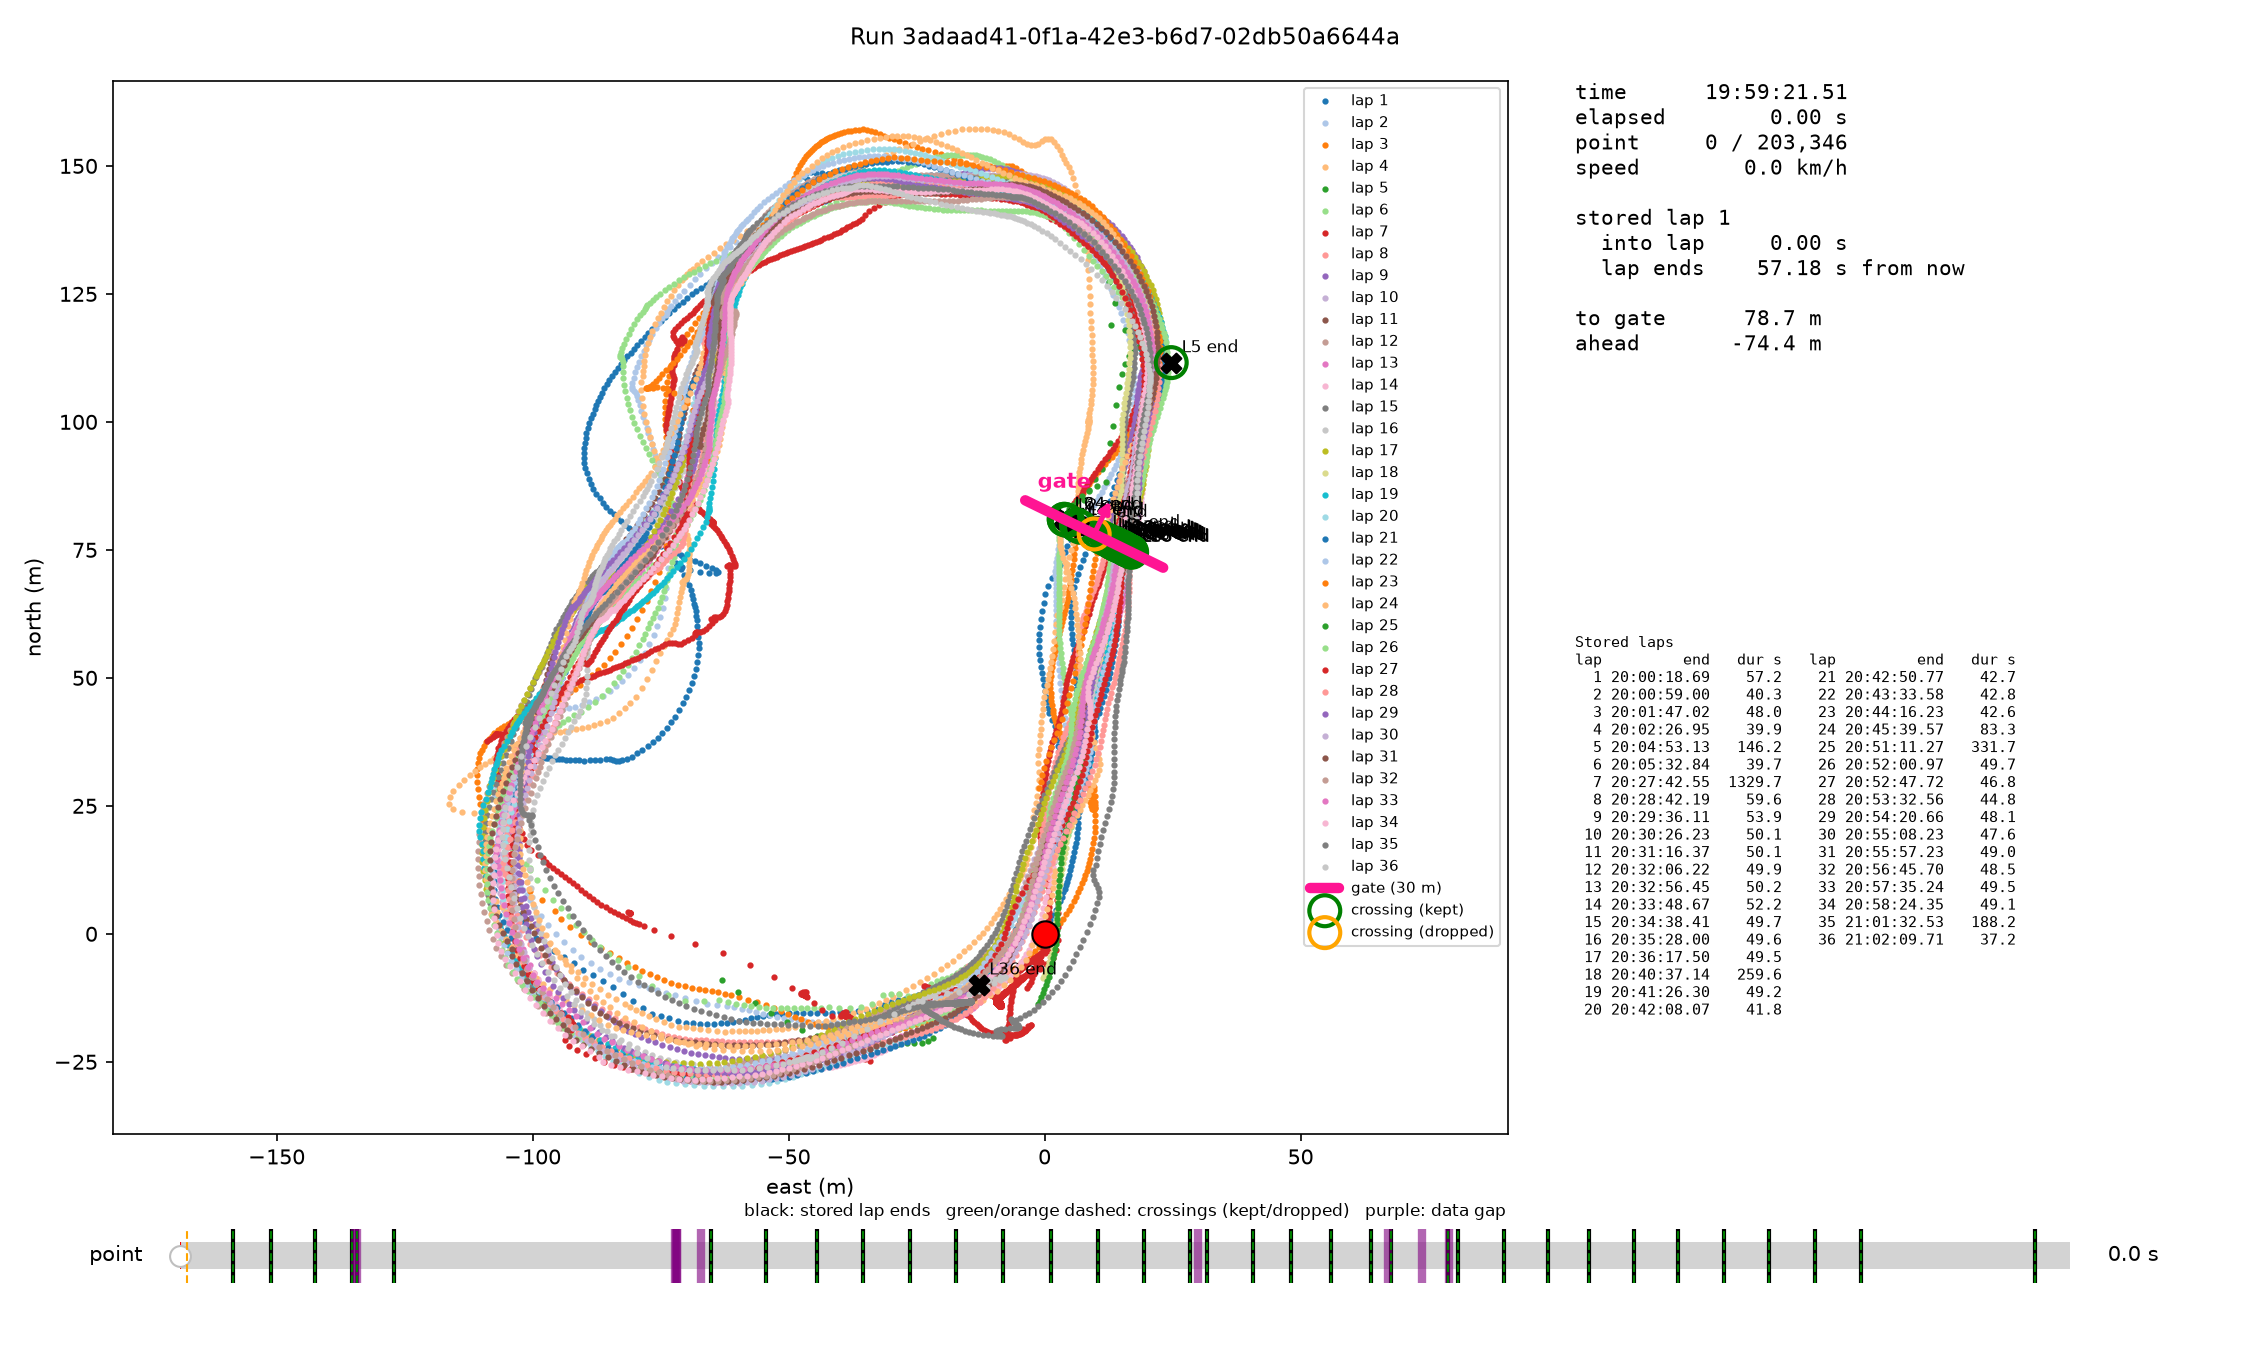 Run 3adaad41-0f1a-42e3-b6d7-02db50a6644a
time 19:59:21.51
elapsed 0.00 s
point 0 / 203,346
speed 0.0 km/h
stored lap 1
into lap 0.00 s
lap ends 57.18 s from now
to gate 78.7 m
ahead -74.4 m
lap 1
lap 2
lap 3
lap 4
lap 5
lap 6
lap 7
lap 8
lap 9
lap 10
lap 11
lap 12
lap 13
lap 14
lap 15
lap 16
lap 17
lap 18
lap 19
lap 20
lap 21
lap 22
lap 23
lap 24
lap 25
lap 26
lap 27
lap 28
lap 29
lap 30
lap 31
lap 32
lap 33
lap 34
lap 35
lap 36
gate (30 m)
crossing (kept)
crossing (dropped)
150
125
100
75
50
25
0
−25
north (m)
L5 end
gate
L36 end
−150
−100
−50
0
50
east (m)
Stored laps
lap end dur s lap end dur s
1 20:00:18.69 57.2 21 20:42:50.77 42.7
2 20:00:59.00 40.3 22 20:43:33.58 42.8
3 20:01:47.02 48.0 23 20:44:16.23 42.6
4 20:02:26.95 39.9 24 20:45:39.57 83.3
5 20:04:53.13 146.2 25 20:51:11.27 331.7
6 20:05:32.84 39.7 26 20:52:00.97 49.7
7 20:27:42.55 1329.7 27 20:52:47.72 46.8
8 20:28:42.19 59.6 28 20:53:32.56 44.8
9 20:29:36.11 53.9 29 20:54:20.66 48.1
10 20:30:26.23 50.1 30 20:55:08.23 47.6
11 20:31:16.37 50.1 31 20:55:57.23 49.0
12 20:32:06.22 49.9 32 20:56:45.70 48.5
13 20:32:56.45 50.2 33 20:57:35.24 49.5
14 20:33:48.67 52.2 34 20:58:24.35 49.1
15 20:34:38.41 49.7 35 21:01:32.53 188.2
16 20:35:28.00 49.6 36 21:02:09.71 37.2
17 20:36:17.50 49.5
18 20:40:37.14 259.6
19 20:41:26.30 49.2
20 20:42:08.07 41.8
black: stored lap ends green/orange dashed: crossings (kept/dropped) purple: data gap
point
0.0 s